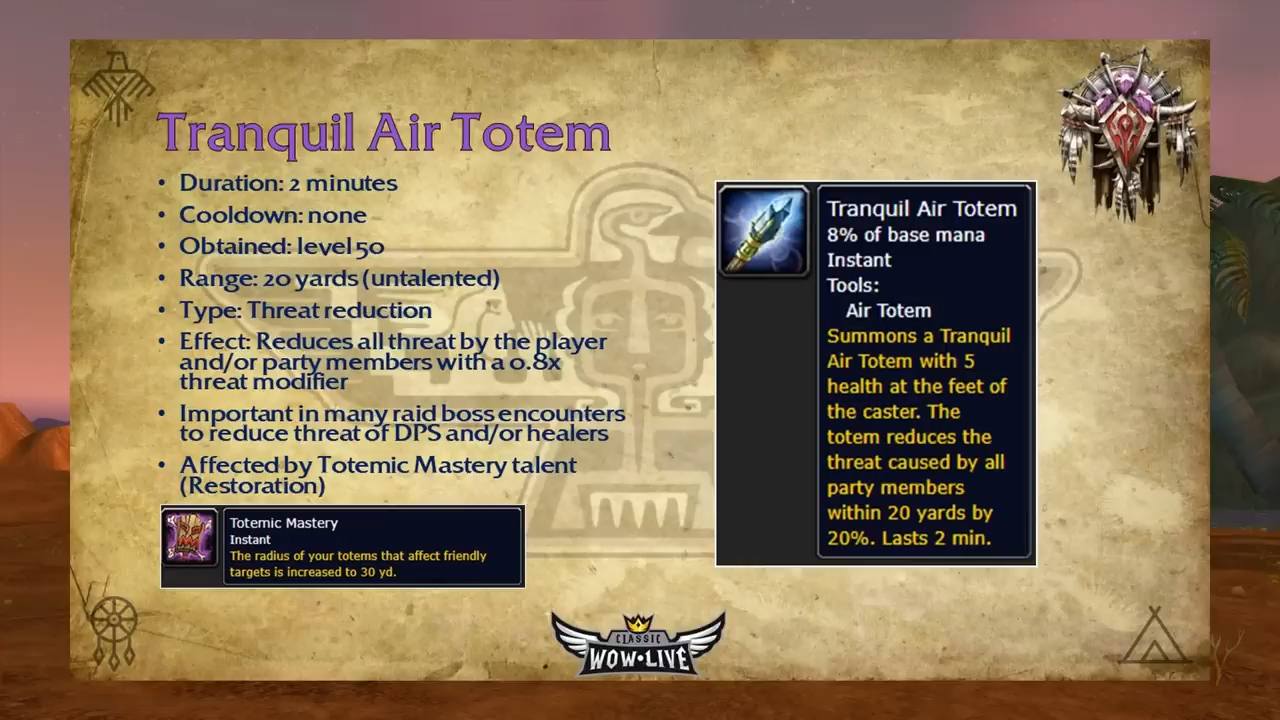 Tranquil Air Totem
• Duration: 2 minutes
• Cooldown: none
• Obtained: level 50
• Range: 20 yards (untalented)
• Type: Threat reduction
• Effect: Reduces all threat by the player
and/or party members with a 0.8x
threat modifier
• Important in many raid boss encounters
to reduce threat of DPS and/or healers
• Affected by Totemic Mastery talent
(Restoration)
Totemic Mastery
Instant
The radius of your totems that affect friendly
targets is increased to 30 yd.
Tranquil Air Totem
8% of base mana
Instant
Tools:
Air Totem
Summons a Tranquil
Air Totem with 5
health at the feet of
the caster. The
totem reduces the
threat caused by all
party members
within 20 yards by
20%. Lasts 2 min.
CLASSIC
WOW•LIVE